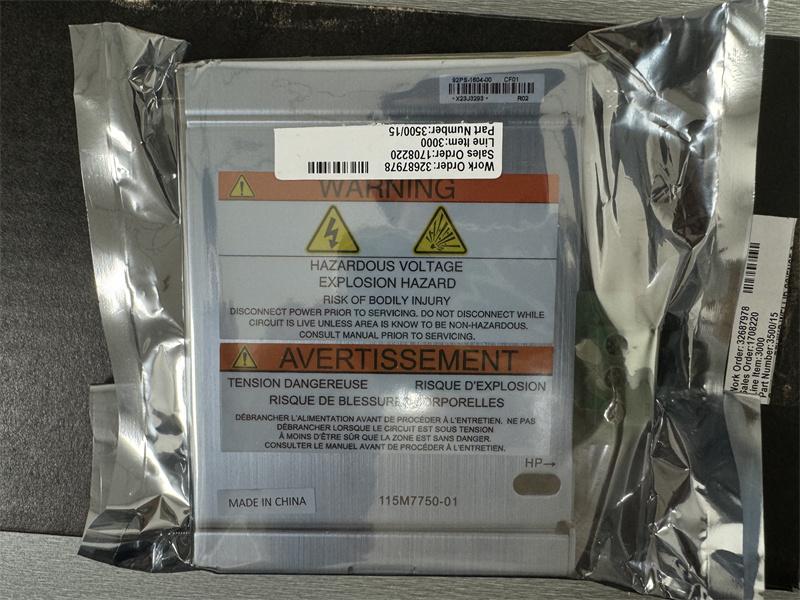 92PS-1604-00 CF01
*X23J3293* R02
Work Order:32687978
Sales Order:1708220
Line Item:3000
Part Number:3500/15
WARNING
HAZARDOUS VOLTAGE
EXPLOSION HAZARD
RISK OF BODILY INJURY
DISCONNECT POWER PRIOR TO SERVICING. DO NOT DISCONNECT WHILE
CIRCUIT IS LIVE UNLESS AREA IS KNOW TO BE NON-HAZARDOUS.
CONSULT MANUAL PRIOR TO SERVICING.
AVERTISSEMENT
TENSION DANGEREUSE RISQUE D'EXPLOSION
RISQUE DE BLESSURES CORPORELLES
DÉBRANCHER L'ALIMENTATION AVANT DE PROCÉDER À L'ENTRETIEN. NE PAS
DÉBRANCHER LORSQUE LE CIRCUIT EST SOUS TENSION
À MOINS D'ÊTRE SÛR QUE LA ZONE EST SANS DANGER.
CONSULTER LE MANUEL AVANT DE PROCÉDER À L'ENTRETIEN.
HP→
MADE IN CHINA
115M7750-01
Work Order:32687978
Sales Order:1708220
Line Item:3000
Part Number:3500/15